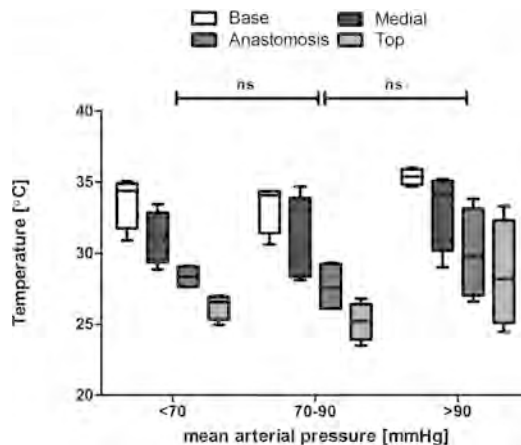 Base
Medial
Anastomosis
Top
ns
ns
40
35
30
25
20
Temperature [°C]
<70
70-90
>90
mean arterial pressure [mmHg]